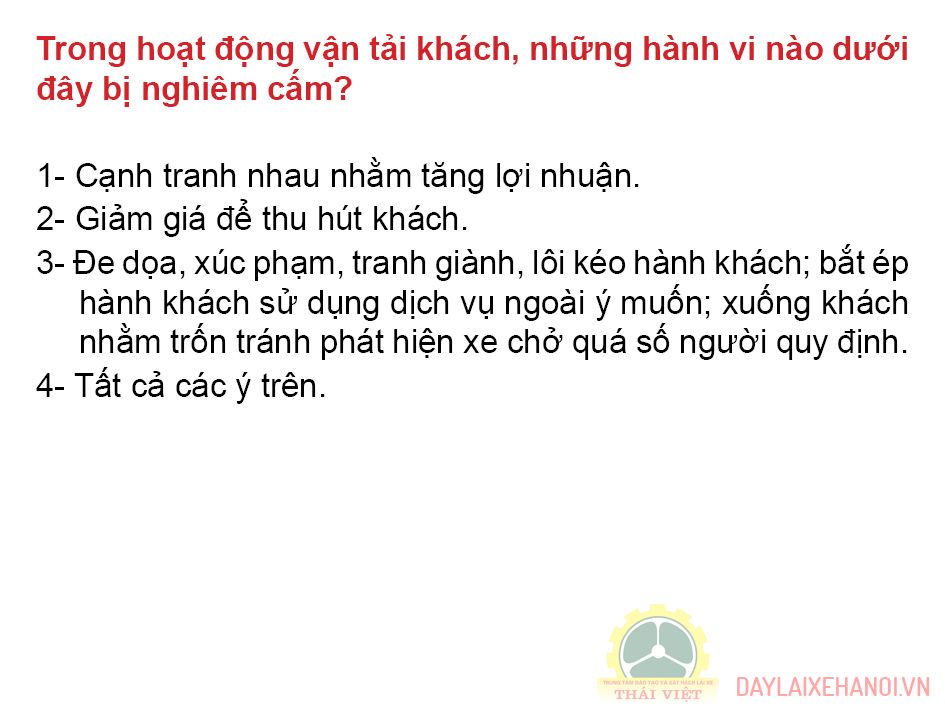 Trong hoạt động vận tải khách, những hành vi nào dưới
đây bị nghiêm cấm?
1- Cạnh tranh nhau nhằm tăng lợi nhuận.
2- Giảm giá để thu hút khách.
3- Đe dọa, xúc phạm, tranh giành, lôi kéo hành khách; bắt ép
hành khách sử dụng dịch vụ ngoài ý muốn; xuống khách
nhằm trốn tránh phát hiện xe chở quá số người quy định.
4- Tất cả các ý trên.
TRUNG TÂM ĐÀO TẠO VÀ SÁT HẠCH LÁI XE
THÁI VIỆT
DAYLAIXEHANOI.VN